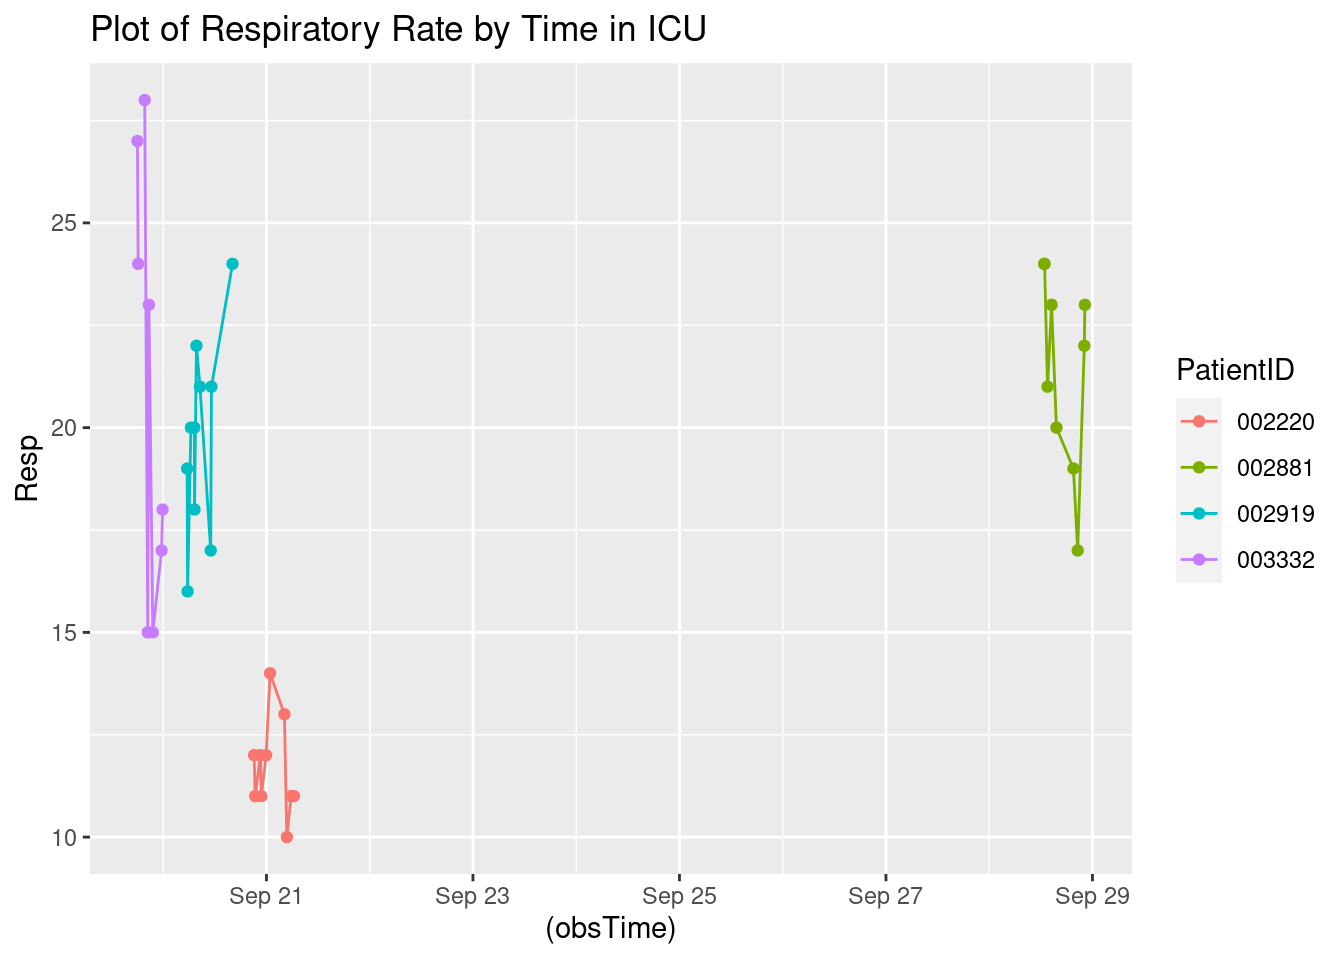 Plot of Respiratory Rate by Time in ICU
Resp
25
20
15
10
Sep 21
Sep 23
Sep 25
Sep 27
Sep 29
(obsTime)
PatientID
002220
002881
002919
003332